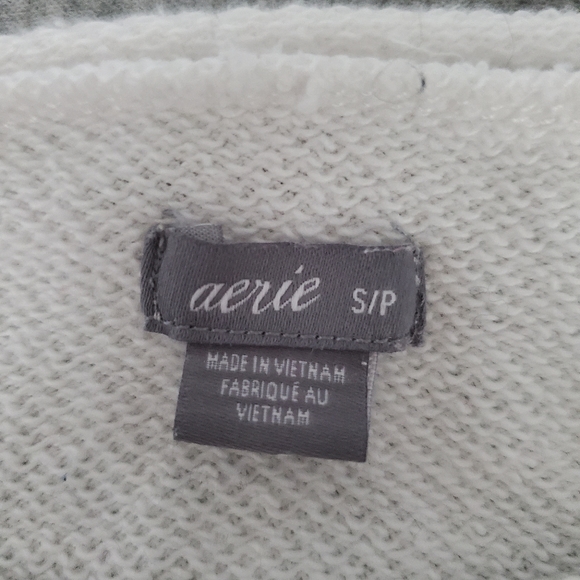 aerie S/P
MADE IN VIETNAM
FABRIQUÉ AU
VIETNAM